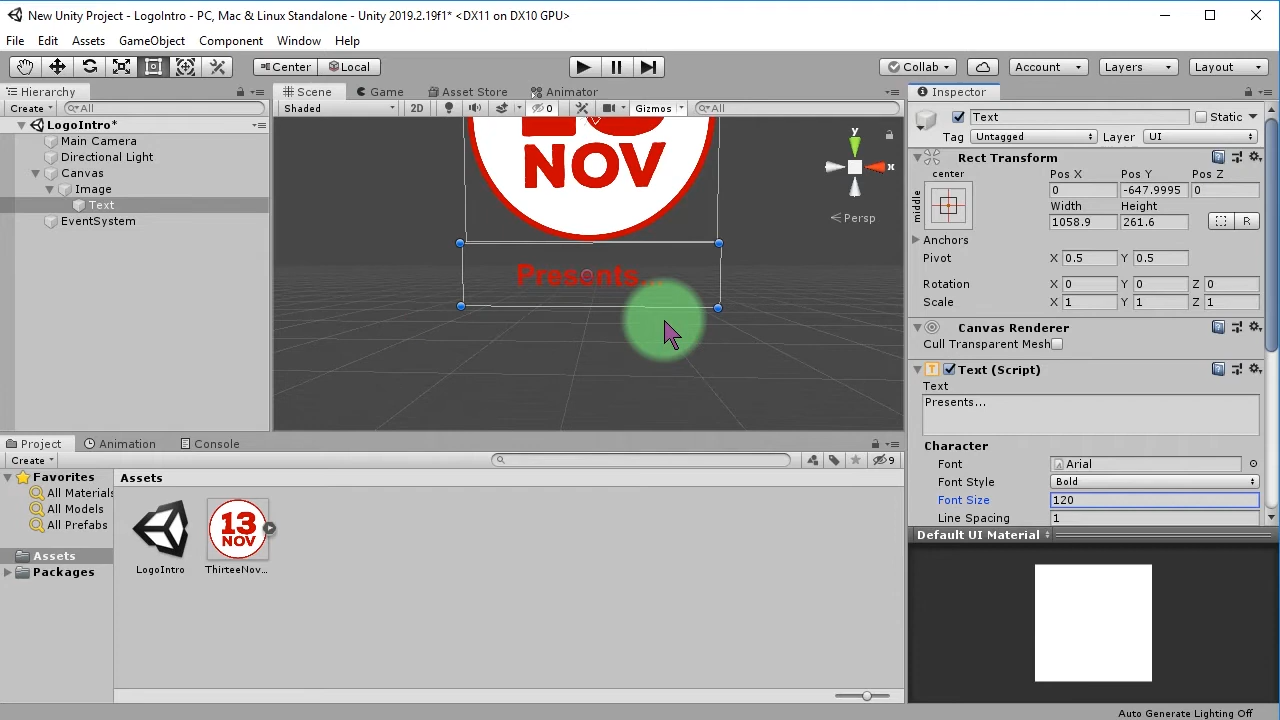 New Unity Project - LogoIntro - PC, Mac & Linux Standalone - Unity 2019.2.19f1* <DX11 on DX10 GPU>
File Edit Assets GameObject Component Window Help
Center Local Collab Account Layers Layout
Hierarchy Scene Game Asset Store Animator Inspector
Create All Shaded 2D 0 Gizmos All
LogoIntro*
Main Camera
Directional Light
Canvas
Image
Text
EventSystem
NOV
Presents...
y
x
Persp
Text Static
Tag Untagged Layer UI
Rect Transform
center
middle
Pos X Pos Y Pos Z
0 -647.9995 0
Width Height
1058.9 261.6 R
Anchors
Pivot X 0.5 Y 0.5
Rotation X 0 Y 0 Z 0
Scale X 1 Y 1 Z 1
Canvas Renderer
Cull Transparent Mesh
Text (Script)
Text
Presents...
Character
Font Arial
Font Style Bold
Font Size 120
Line Spacing 1
Default UI Material
Project Animation Console
Create 9
Favorites
All Materials
All Models
All Prefabs
Assets
Packages
Assets
13
NOV
LogoIntro ThirteeNov...
Auto Generate Lighting Off